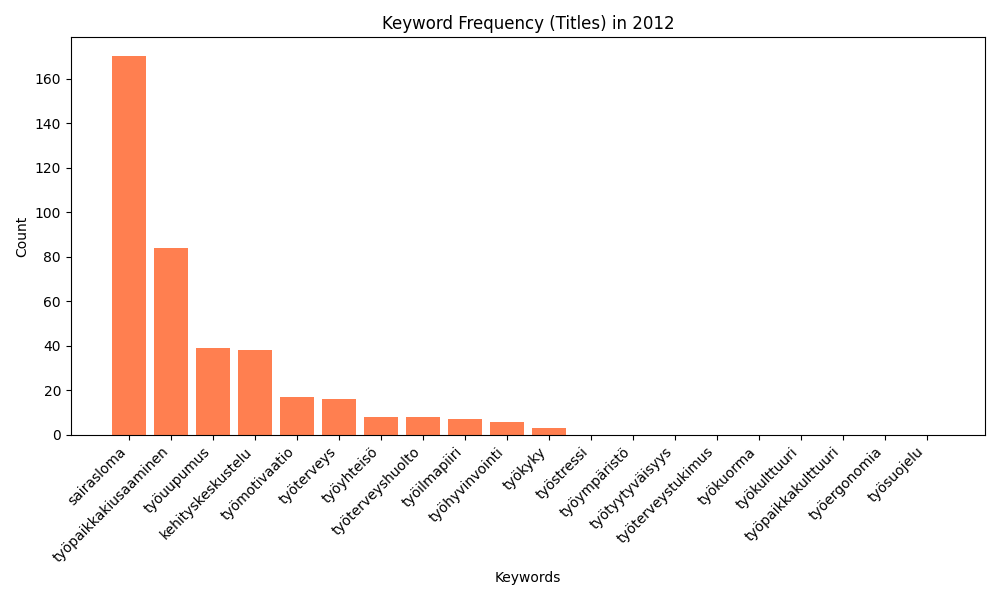 Keyword Frequency (Titles) in 2012
Count
160
140
120
100
80
60
40
20
0
sairasloma
työpaikkakiusaaminen
työuupumus
kehityskeskustelu
työmotivaatio
työterveys
työyhteisö
työterveyshuolto
työilmapiiri
työhyvinvointi
työkyky
työstressi
työympäristö
työtyytyväisyys
työterveystukimus
työkuorma
työkulttuuri
työpaikkakulttuuri
työergonomia
työsuojelu
Keywords